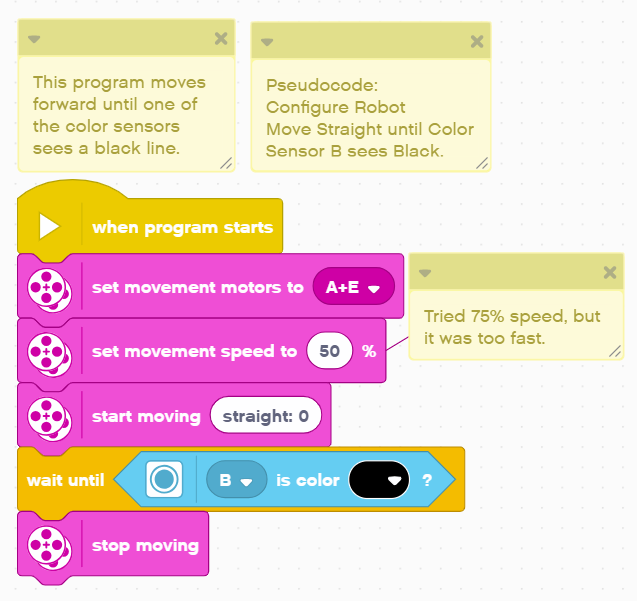 This program moves
forward until one of
the color sensors
sees a black line.
Pseudocode:
Configure Robot
Move Straight until Color
Sensor B sees Black.
when program starts
set movement motors to A+E
set movement speed to 50 %
Tried 75% speed, but
it was too fast.
start moving straight: 0
wait until B is color ?
stop moving